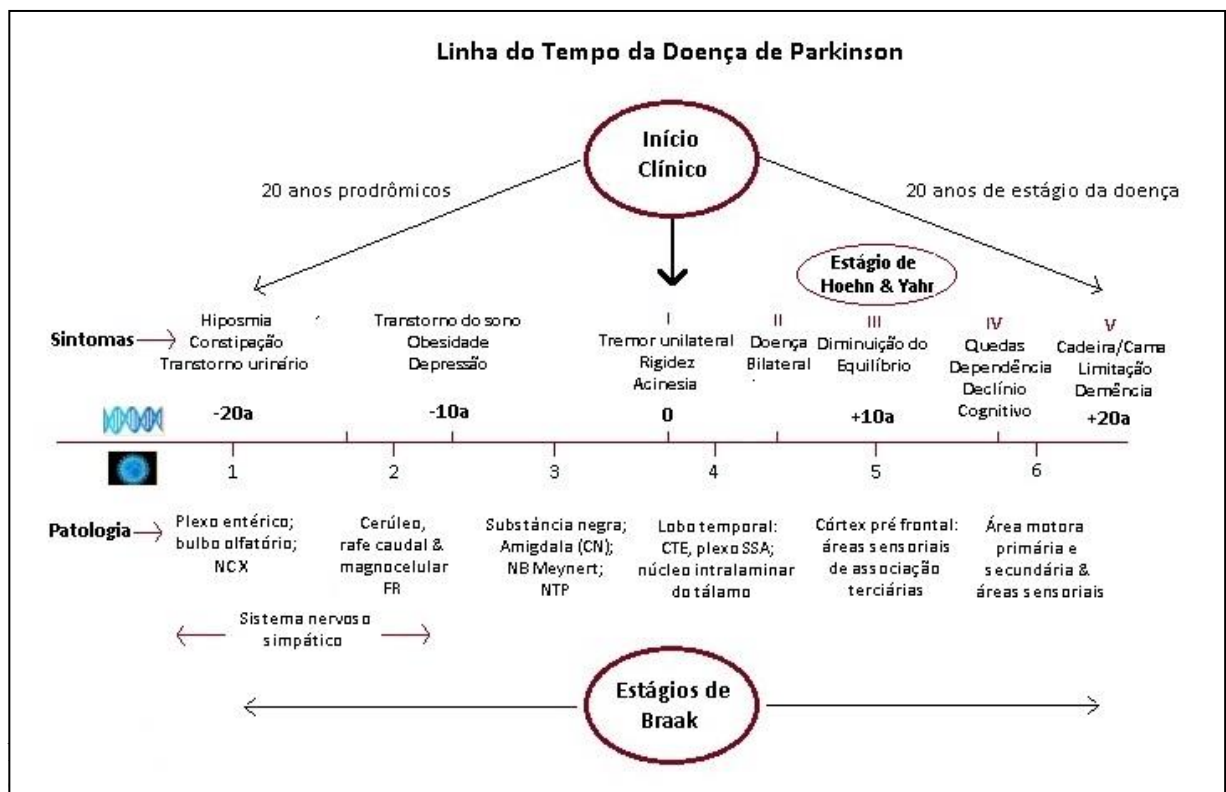 Linha do Tempo da Doença de Parkinson
Início
Clínico
20 anos prodrômicos
20 anos de estágio da doença
Estágio de
Hoehn & Yahr
Sintomas
Hiposmia
Constipação
Transtorno urinário
Transtorno do sono
Obesidade
Depressão
I
Tremor unilateral
Rigidez
Acinesia
II
Doença
Bilateral
III
Diminuição do
Equilíbrio
IV
Quedas
Dependência
Declínio
Cognitivo
V
Cadeira/Cama
Limitação
Demência
-20a
-10a
0
+10a
+20a
1
2
3
4
5
6
Patologia
Plexo entérico;
bulbo olfatório;
NCX
Cerúleo,
rafe caudal &
magnocelular
FR
Substância negra;
Amigdala (CN);
NB Meynert;
NTP
Lobo temporal:
CTE, plexo SSA;
núcleo intralaminar
do tálamo
Córtex pré frontal:
áreas sensoriais
de associação
terciárias
Área motora
primária e
secundária &
áreas sensoriais
Sistema nervoso
simpático
Estágios de
Braak